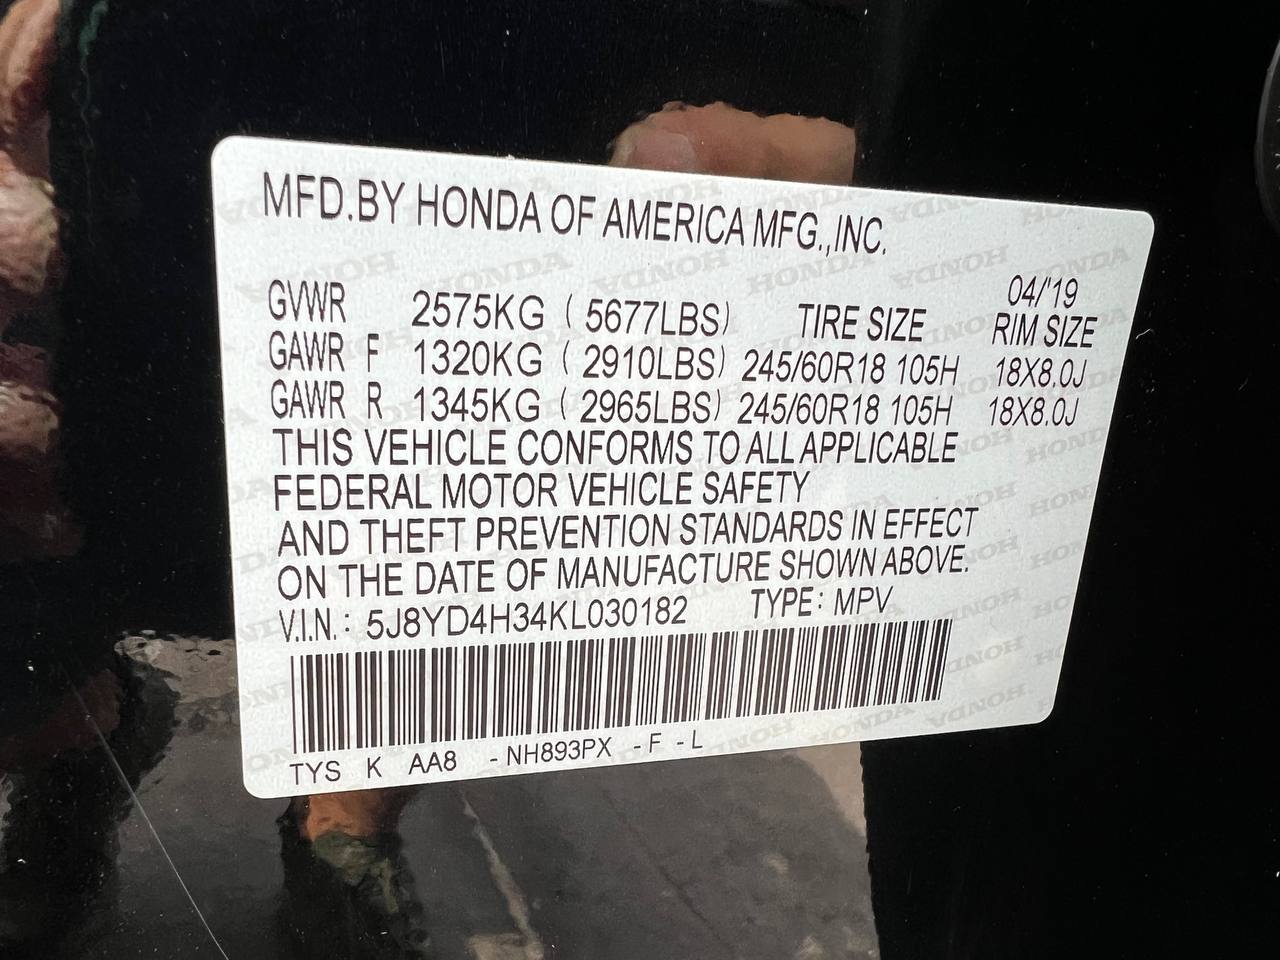 MFD.BY HONDA OF AMERICA MFG.,INC.
04/'19
GVWR 2575KG ( 5677LBS) TIRE SIZE RIM SIZE
GAWR F 1320KG ( 2910LBS) 245/60R18 105H 18X8.0J
GAWR R 1345KG ( 2965LBS) 245/60R18 105H 18X8.0J
THIS VEHICLE CONFORMS TO ALL APPLICABLE
FEDERAL MOTOR VEHICLE SAFETY
AND THEFT PREVENTION STANDARDS IN EFFECT
ON THE DATE OF MANUFACTURE SHOWN ABOVE.
V.I.N.: 5J8YD4H34KL030182 TYPE: MPV
TYS K AA8 -NH893PX -F -L